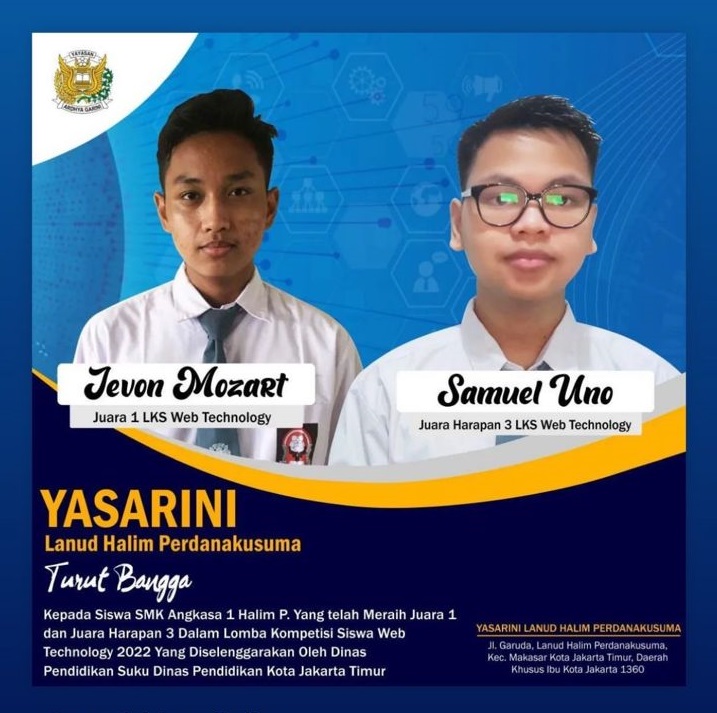 YAYASAN
ARDHYA GARINI
Jevon Mozart
Juara 1 LKS Web Technology
Samuel Uno
Juara Harapan 3 LKS Web Technology
YASARINI
Lanud Halim Perdanakusuma
Turut Bangga
Kepada Siswa SMK Angkasa 1 Halim P. Yang telah Meraih Juara 1
dan Juara Harapan 3 Dalam Lomba Kompetisi Siswa Web
Technology 2022 Yang Diselenggarakan Oleh Dinas
Pendidikan Suku Dinas Pendidikan Kota Jakarta Timur
YASARINI LANUD HALIM PERDANAKUSUMA
Jl. Garuda, Lanud Halim Perdanakusuma,
Kec. Makasar Kota Jakarta Timur, Daerah
Khusus Ibu Kota Jakarta 1360